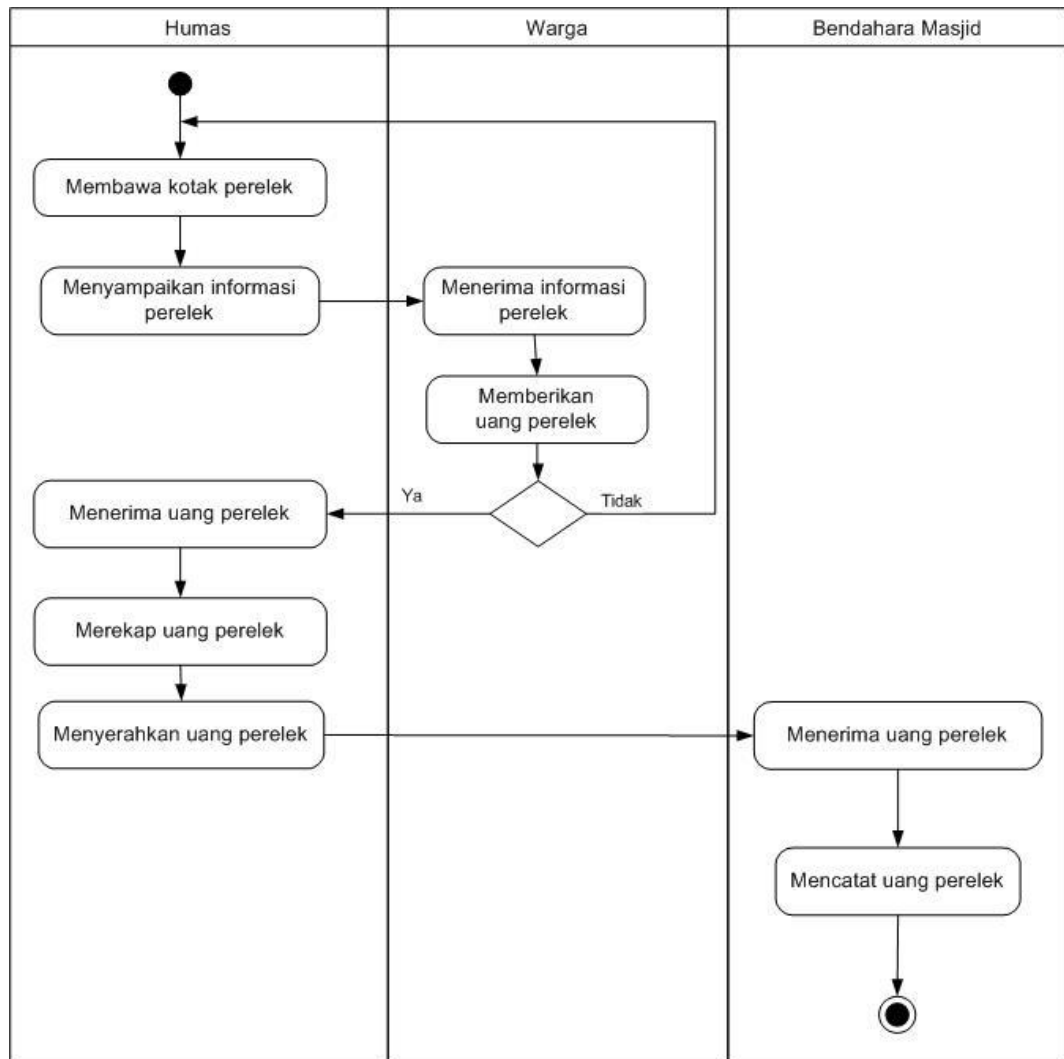 Humas
Warga
Bendahara Masjid
Membawa kotak perelek
Menyampaikan informasi
perelek
Menerima informasi
perelek
Memberikan
uang perelek
Ya
Tidak
Menerima uang perelek
Merekap uang perelek
Menyerahkan uang perelek
Menerima uang perelek
Mencatat uang perelek